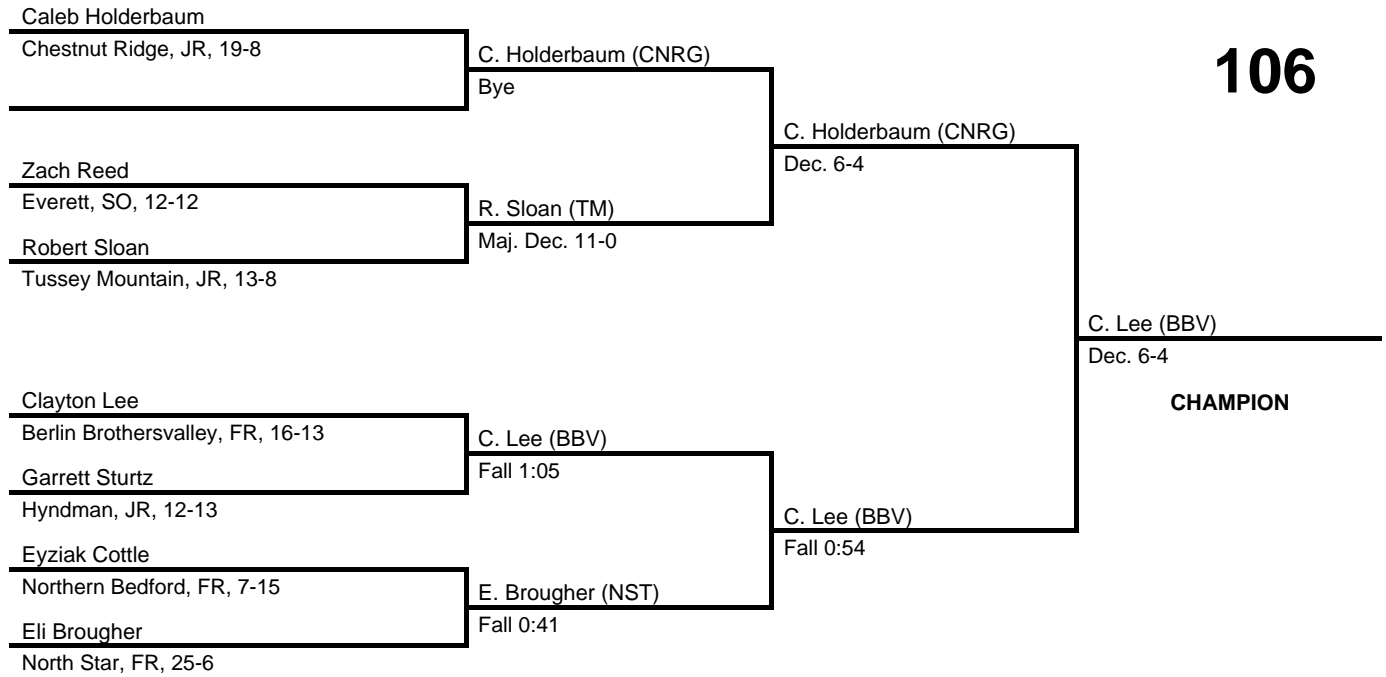 Caleb Holderbaum
Chestnut Ridge, JR, 19-8
C. Holderbaum (CNRG)
Bye
106
C. Holderbaum (CNRG)
Dec. 6-4
Zach Reed
Everett, SO, 12-12
R. Sloan (TM)
Maj. Dec. 11-0
Robert Sloan
Tussey Mountain, JR, 13-8
C. Lee (BBV)
Dec. 6-4
CHAMPION
Clayton Lee
Berlin Brothersvalley, FR, 16-13
C. Lee (BBV)
Fall 1:05
Garrett Sturtz
Hyndman, JR, 12-13
C. Lee (BBV)
Fall 0:54
Eyziak Cottle
Northern Bedford, FR, 7-15
E. Brougher (NST)
Fall 0:41
Eli Brougher
North Star, FR, 25-6